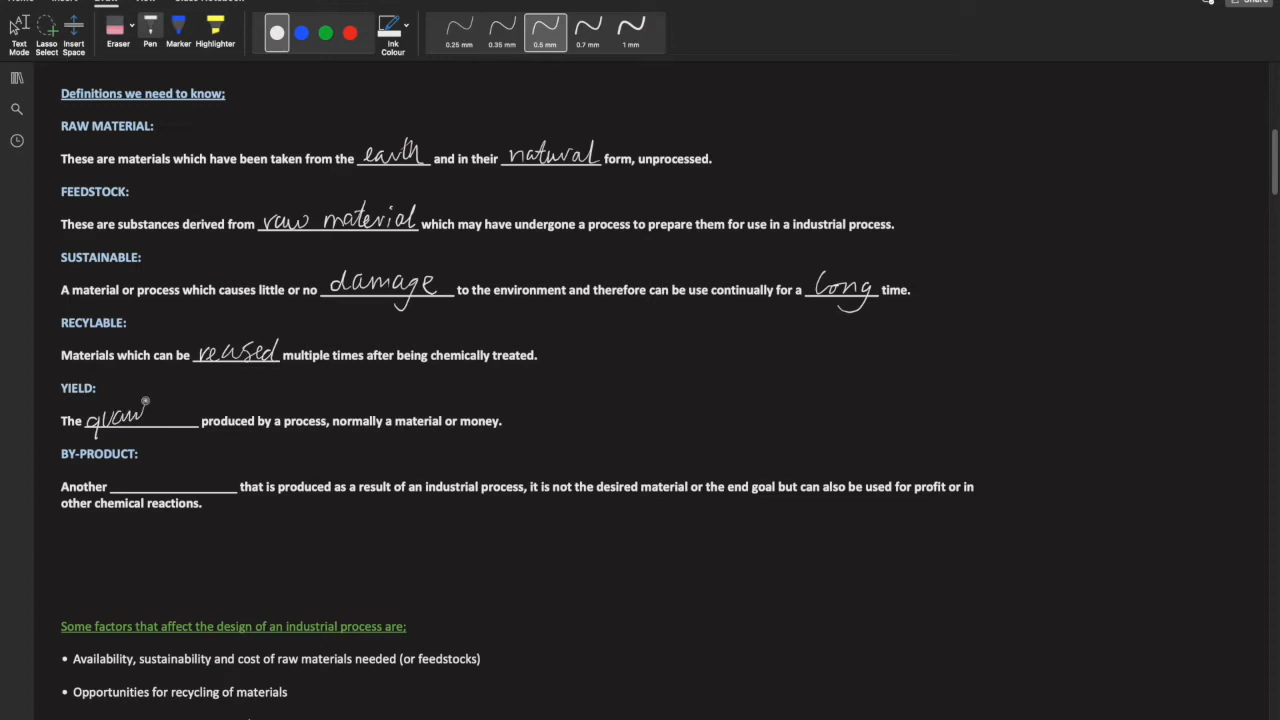 Text Mode
Lasso Select
Insert Space
Eraser
Pen
Marker
Highlighter
Ink Colour
0.25 mm
0.35 mm
0.5 mm
0.7 mm
1 mm
Definitions we need to know;
RAW MATERIAL:
These are materials which have been taken from the earth and in their natural form, unprocessed.
FEEDSTOCK:
These are substances derived from raw material which may have undergone a process to prepare them for use in a industrial process.
SUSTAINABLE:
A material or process which causes little or no damage to the environment and therefore can be use continually for a long time.
RECYLABLE:
Materials which can be reused multiple times after being chemically treated.
YIELD:
The produced by a process, normally a material or money.
BY-PRODUCT:
Another ____________________ that is produced as a result of an industrial process, it is not the desired material or the end goal but can also be used for profit or in
other chemical reactions.
Some factors that affect the design of an industrial process are;
• Availability, sustainability and cost of raw materials needed (or feedstocks)
• Opportunities for recycling of materials